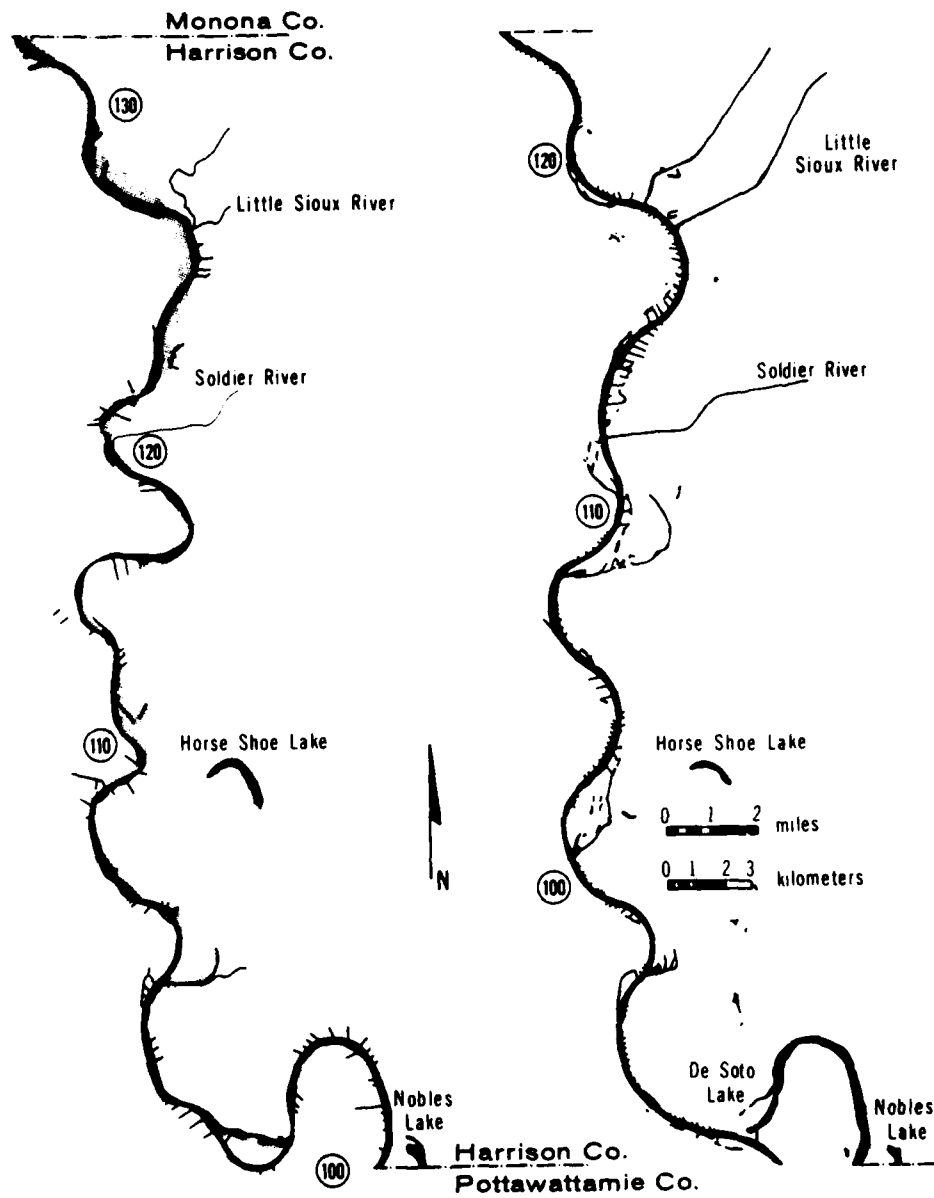 Monona Co.
Harrison Co.
130
Little Sioux River
Soldier River
120
110
Horse Shoe Lake
Nobles
Lake
100
120
Little
Sioux River
Soldier River
110
Horse Shoe Lake
0 1 2 miles
0 1 2 3 kilometers
N
100
De Soto
Lake
Nobles
Lake
Harrison Co.
Pottawattamie Co.